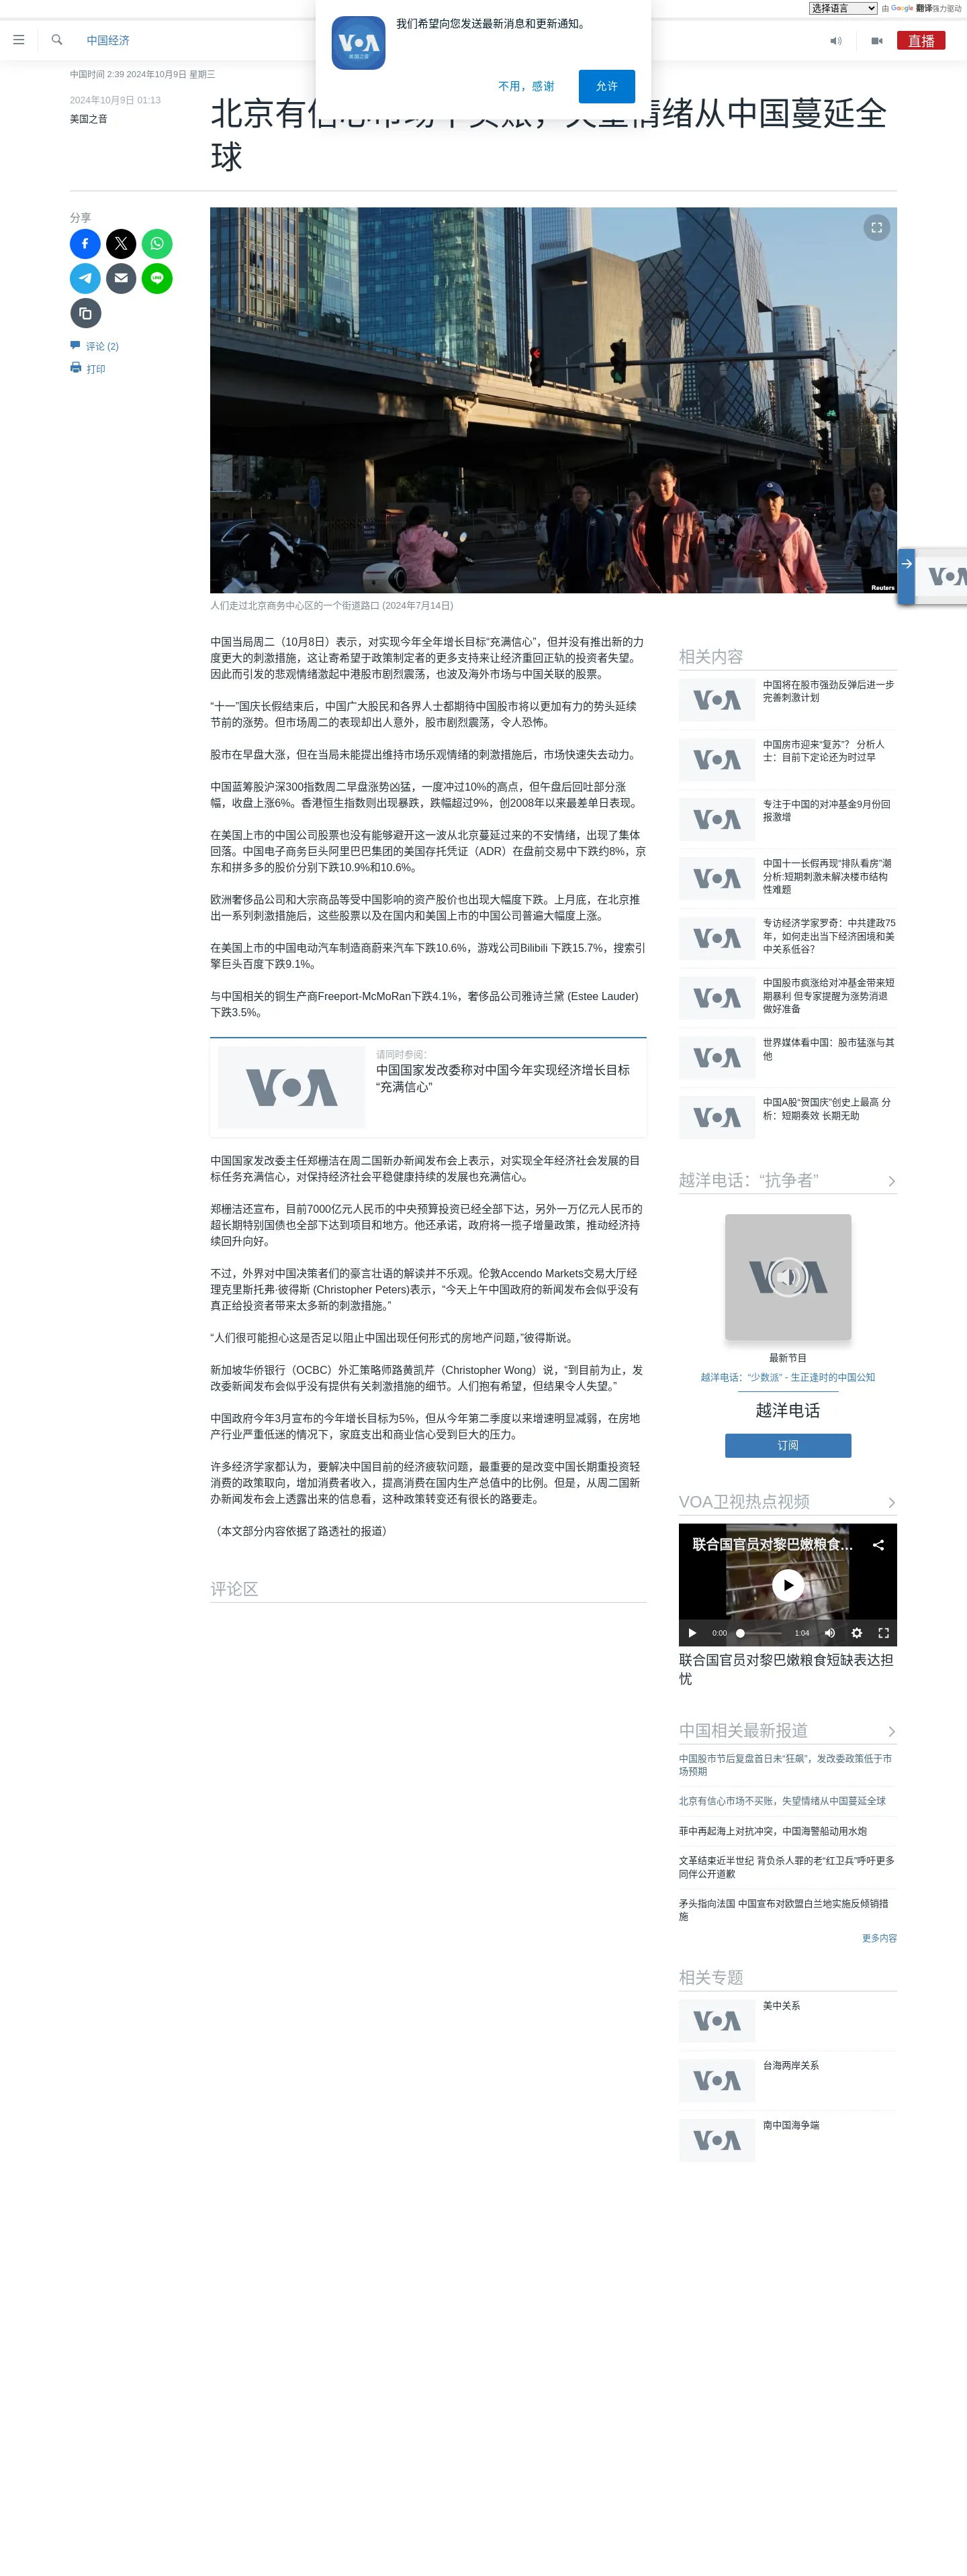 选择语言 由 Google 翻译强力驱动
中国经济
直播
VOA
美国之音
我们希望向您发送最新消息和更新通知。
不用，感谢
允许
中国时间 2:39 2024年10月9日 星期三
2024年10月9日 01:13
美国之音
北京有信心市场不买账，失望情绪从中国蔓延全
球
分享
评论 (2)
打印
Reuters
人们走过北京商务中心区的一个街道路口 (2024年7月14日)
中国当局周二（10月8日）表示，对实现今年全年增长目标“充满信心”，但并没有推出新的力
度更大的刺激措施，这让寄希望于政策制定者的更多支持来让经济重回正轨的投资者失望。
因此而引发的悲观情绪激起中港股市剧烈震荡，也波及海外市场与中国关联的股票。
“十一”国庆长假结束后，中国广大股民和各界人士都期待中国股市将以更加有力的势头延续
节前的涨势。但市场周二的表现却出人意外，股市剧烈震荡，令人恐怖。
股市在早盘大涨，但在当局未能提出维持市场乐观情绪的刺激措施后，市场快速失去动力。
中国蓝筹股沪深300指数周二早盘涨势凶猛，一度冲过10%的高点，但午盘后回吐部分涨
幅，收盘上涨6%。香港恒生指数则出现暴跌，跌幅超过9%，创2008年以来最差单日表现。
在美国上市的中国公司股票也没有能够避开这一波从北京蔓延过来的不安情绪，出现了集体
回落。中国电子商务巨头阿里巴巴集团的美国存托凭证（ADR）在盘前交易中下跌约8%，京
东和拼多多的股价分别下跌10.9%和10.6%。
欧洲奢侈品公司和大宗商品等受中国影响的资产股价也出现大幅度下跌。上月底，在北京推
出一系列刺激措施后，这些股票以及在国内和美国上市的中国公司普遍大幅度上涨。
在美国上市的中国电动汽车制造商蔚来汽车下跌10.6%，游戏公司Bilibili 下跌15.7%，搜索引
擎巨头百度下跌9.1%。
与中国相关的铜生产商Freeport-McMoRan下跌4.1%，奢侈品公司雅诗兰黛 (Estee Lauder)
下跌3.5%。
VOA
请同时参阅：
中国国家发改委称对中国今年实现经济增长目标
“充满信心”
中国国家发改委主任郑栅洁在周二国新办新闻发布会上表示，对实现全年经济社会发展的目
标任务充满信心，对保持经济社会平稳健康持续的发展也充满信心。
郑栅洁还宣布，目前7000亿元人民币的中央预算投资已经全部下达，另外一万亿元人民币的
超长期特别国债也全部下达到项目和地方。他还承诺，政府将一揽子增量政策，推动经济持
续回升向好。
不过，外界对中国决策者们的豪言壮语的解读并不乐观。伦敦Accendo Markets交易大厅经
理克里斯托弗·彼得斯 (Christopher Peters)表示，“今天上午中国政府的新闻发布会似乎没有
真正给投资者带来太多新的刺激措施。”
“人们很可能担心这是否足以阻止中国出现任何形式的房地产问题，”彼得斯说。
新加坡华侨银行（OCBC）外汇策略师路黄凯芹（Christopher Wong）说，“到目前为止，发
改委新闻发布会似乎没有提供有关刺激措施的细节。人们抱有希望，但结果令人失望。”
中国政府今年3月宣布的今年增长目标为5%，但从今年第二季度以来增速明显减弱，在房地
产行业严重低迷的情况下，家庭支出和商业信心受到巨大的压力。
许多经济学家都认为，要解决中国目前的经济疲软问题，最重要的是改变中国长期重投资轻
消费的政策取向，增加消费者收入，提高消费在国内生产总值中的比例。但是，从周二国新
办新闻发布会上透露出来的信息看，这种政策转变还有很长的路要走。
（本文部分内容依据了路透社的报道）
评论区
相关内容
VOA
中国将在股市强劲反弹后进一步
完善刺激计划
VOA
中国房市迎来“复苏”？ 分析人
士：目前下定论还为时过早
VOA
专注于中国的对冲基金9月份回
报激增
VOA
中国十一长假再现“排队看房”潮
分析:短期刺激未解决楼市结构
性难题
VOA
专访经济学家罗奇：中共建政75
年，如何走出当下经济困境和美
中关系低谷？
VOA
中国股市疯涨给对冲基金带来短
期暴利 但专家提醒为涨势消退
做好准备
VOA
世界媒体看中国：股市猛涨与其
他
VOA
中国A股“贺国庆”创史上最高 分
析：短期奏效 长期无助
越洋电话：“抗争者”
VOA
最新节目
越洋电话：“少数派” - 生正逢时的中国公知
越洋电话
订阅
VOA卫视热点视频
联合国官员对黎巴嫩粮食…
0:00
1:04
联合国官员对黎巴嫩粮食短缺表达担
忧
中国相关最新报道
中国股市节后复盘首日未“狂飙”，发改委政策低于市
场预期
北京有信心市场不买账，失望情绪从中国蔓延全球
菲中再起海上对抗冲突，中国海警船动用水炮
文革结束近半世纪 背负杀人罪的老“红卫兵”呼吁更多
同伴公开道歉
矛头指向法国 中国宣布对欧盟白兰地实施反倾销措
施
更多内容
相关专题
VOA
美中关系
VOA
台海两岸关系
VOA
南中国海争端